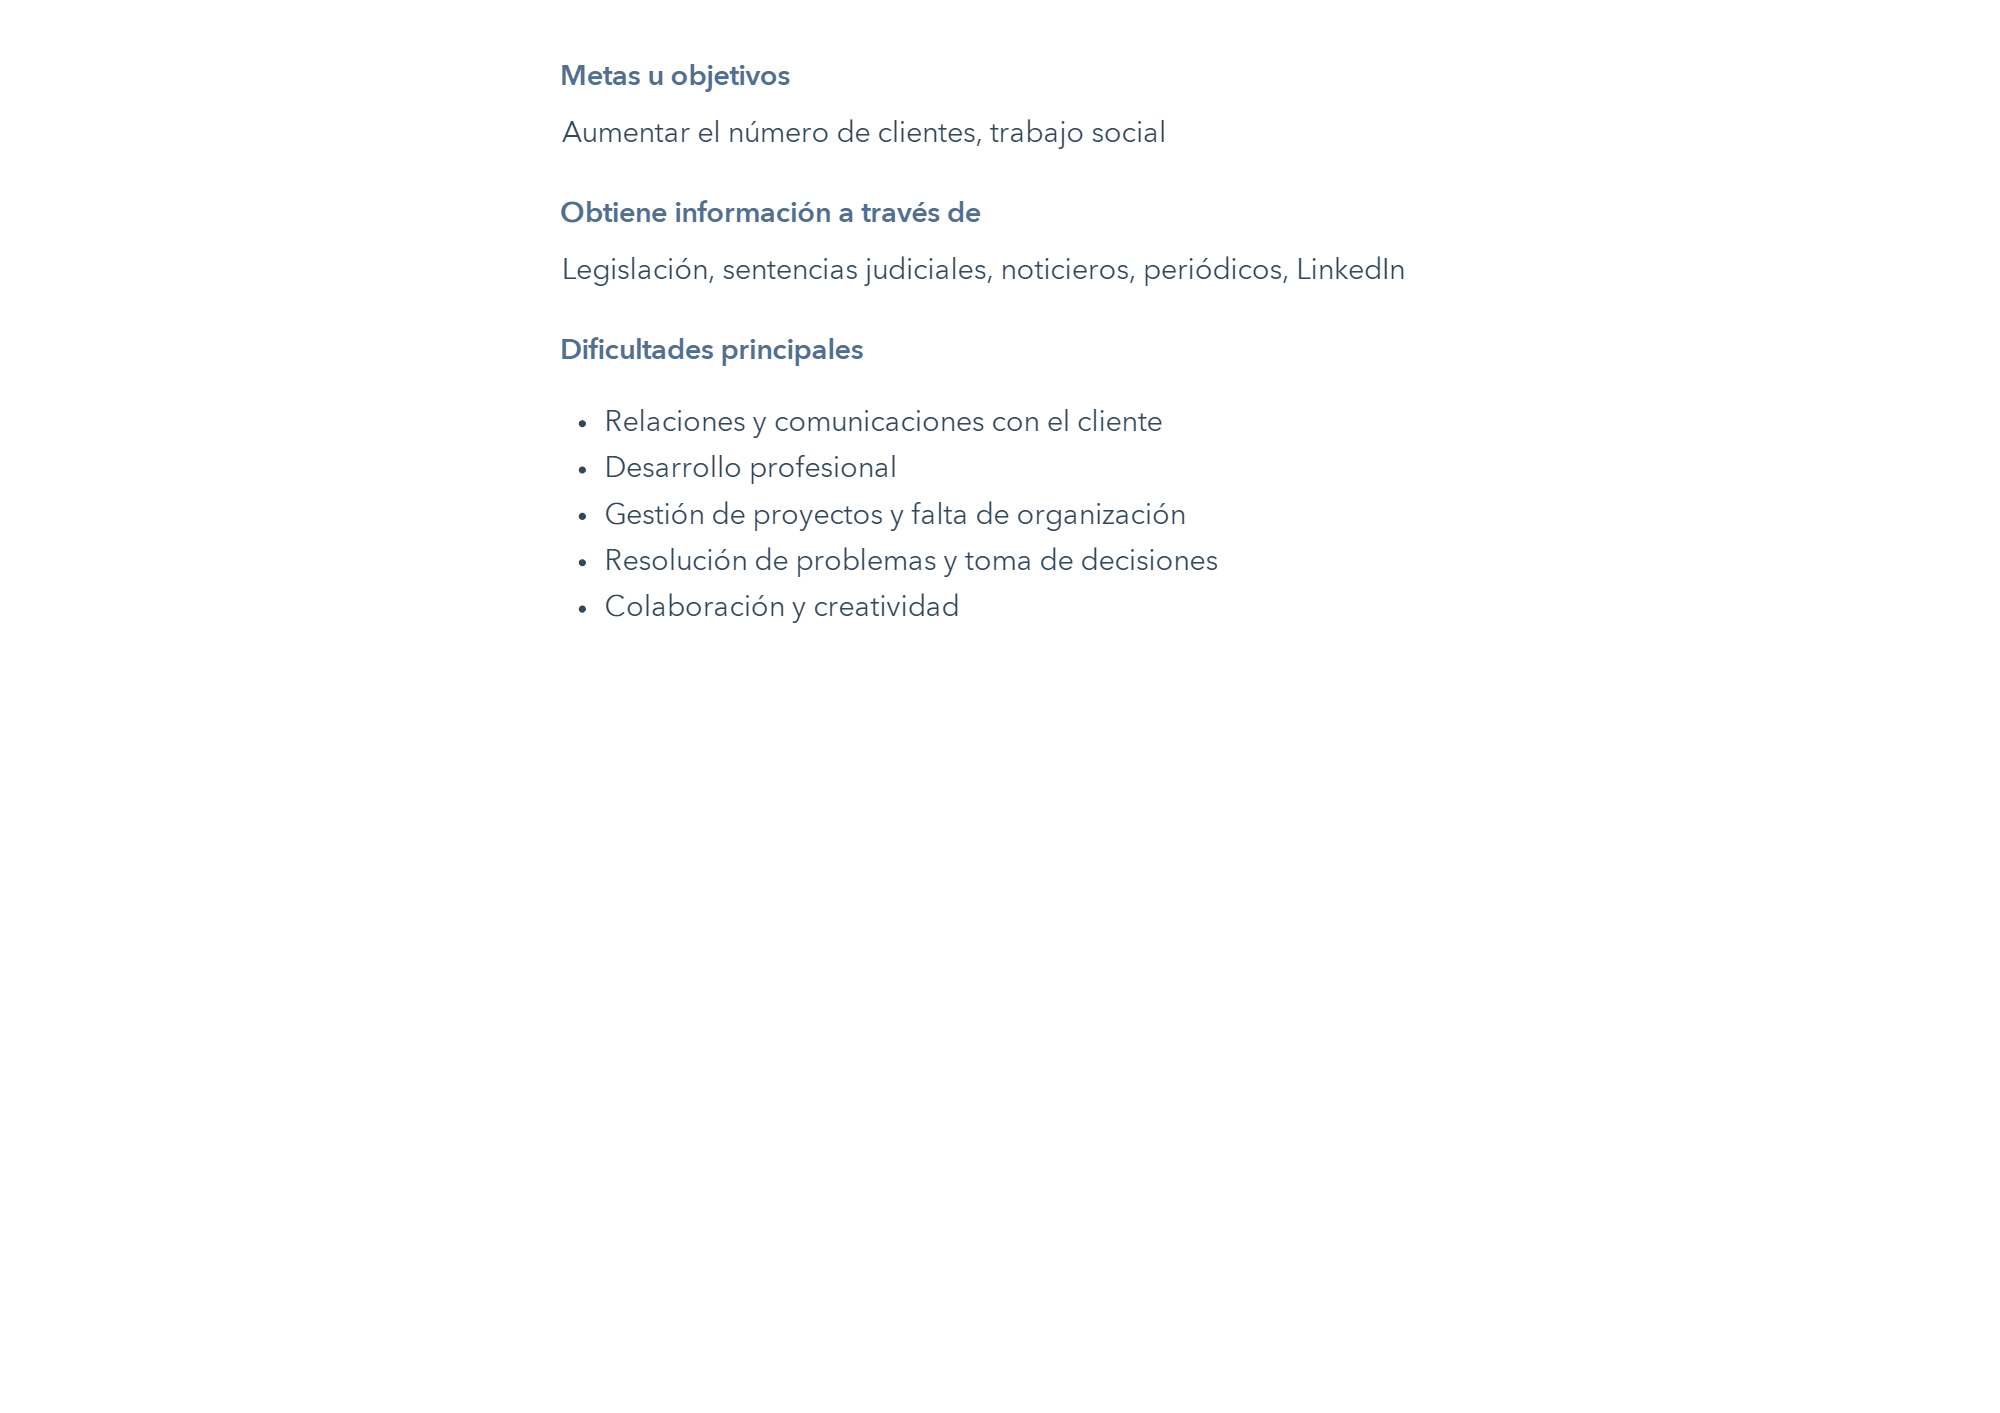 Metas u objetivos
Aumentar el número de clientes, trabajo social
Obtiene información a través de
Legislación, sentencias judiciales, noticieros, periódicos, LinkedIn
Dificultades principales
• Relaciones y comunicaciones con el cliente
• Desarrollo profesional
• Gestión de proyectos y falta de organización
• Resolución de problemas y toma de decisiones
• Colaboración y creatividad